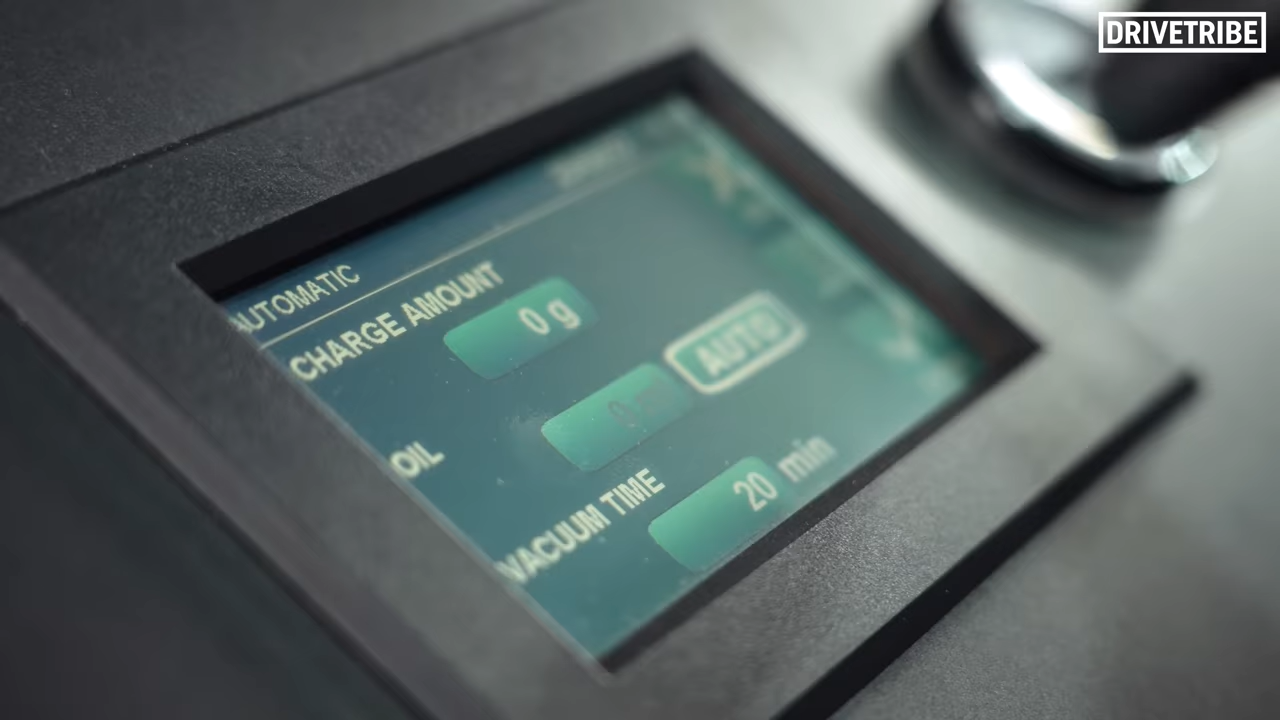 DRIVETRIBE
AUTOMATIC
CHARGE AMOUNT
0 g
OIL
AUTO
VACUUM TIME
20 min